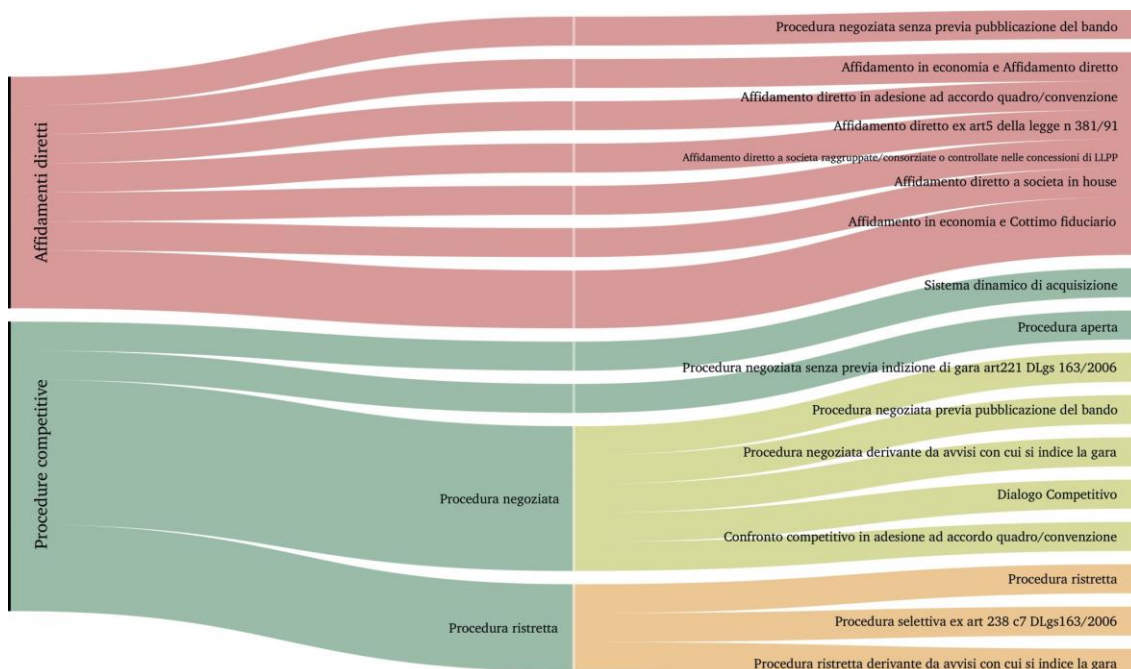 Affidamenti diretti
Procedura negoziata senza previa pubblicazione del bando
Affidamento in economia e Affidamento diretto
Affidamento diretto in adesione ad accordo quadro/convenzione
Affidamento diretto ex art5 della legge n 381/91
Affidamento diretto a societa raggruppate/consorziate o controllate nelle concessioni di LLPP
Affidamento diretto a societa in house
Affidamento in economia e Cottimo fiduciario
Procedure competitive
Sistema dinamico di acquisizione
Procedura aperta
Procedura negoziata
Procedura negoziata senza previa indizione di gara art221 DLgs 163/2006
Procedura negoziata previa pubblicazione del bando
Procedura negoziata derivante da avvisi con cui si indice la gara
Dialogo Competitivo
Confronto competitivo in adesione ad accordo quadro/convenzione
Procedura ristretta
Procedura ristretta
Procedura selettiva ex art 238 c7 DLgs163/2006
Procedura ristretta derivante da avvisi con cui si indice la gara